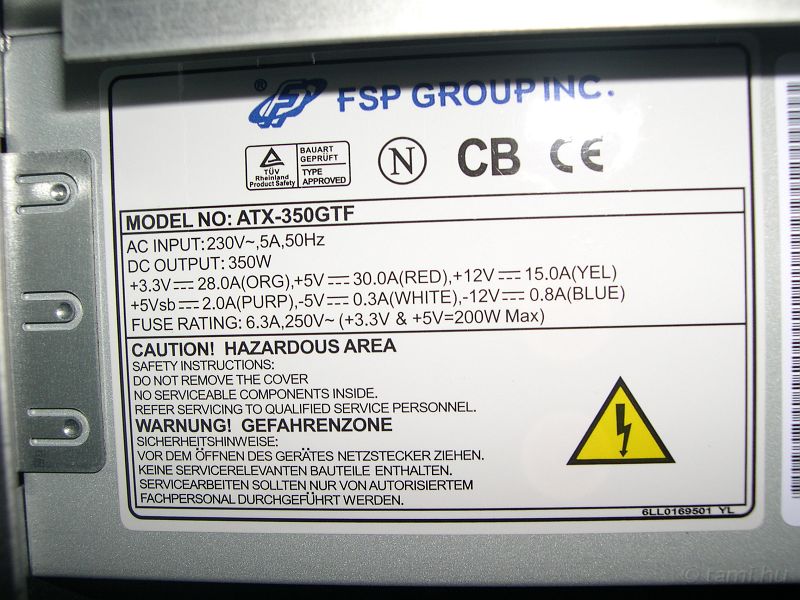 ® FSP GROUP INC.
TÜV
Rheinland
Product Safety
BAUART
GEPRÜFT
TYPE
APPROVED
N
CB CE
MODEL NO: ATX-350GTF
AC INPUT:230V~,5A,50Hz
DC OUTPUT: 350W
+3.3V ⎓ 28.0A(ORG),+5V ⎓ 30.0A(RED),+12V ⎓ 15.0A(YEL)
+5Vsb ⎓ 2.0A(PURP),-5V ⎓ 0.3A(WHITE),-12V ⎓ 0.8A(BLUE)
FUSE RATING: 6.3A,250V~ (+3.3V & +5V=200W Max)
CAUTION! HAZARDOUS AREA
SAFETY INSTRUCTIONS:
DO NOT REMOVE THE COVER
NO SERVICEABLE COMPONENTS INSIDE.
REFER SERVICING TO QUALIFIED SERVICE PERSONNEL.
WARNUNG! GEFAHRENZONE
SICHERHEITSHINWEISE:
VOR DEM ÖFFNEN DES GERÄTES NETZSTECKER ZIEHEN.
KEINE SERVICERELEVANTEN BAUTEILE ENTHALTEN.
SERVICEARBEITEN SOLLTEN NUR VON AUTORISIERTEM
FACHPERSONAL DURCHGEFÜHRT WERDEN.
6LL0169501 YL
© tami.hu